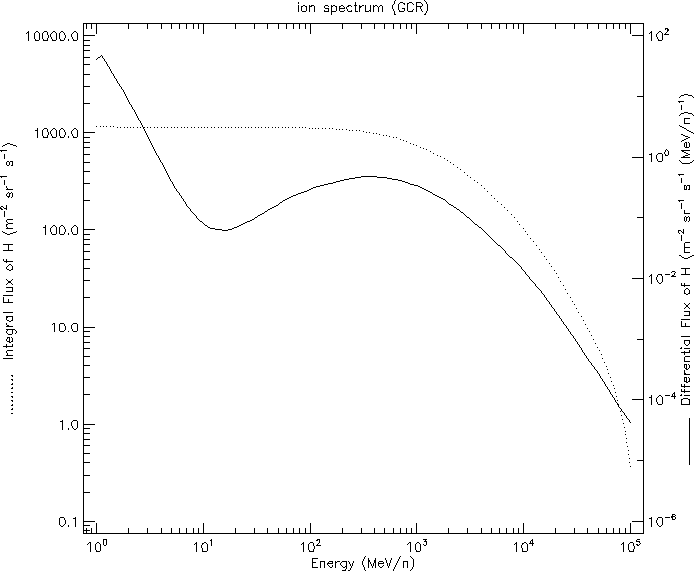 ion spectrum (GCR)
10000.0
1000.0
100.0
10.0
1.0
0.1
Integral Flux of H (m⁻² sr⁻¹ s⁻¹)
10²
10⁰
10⁻²
10⁻⁴
10⁻⁶
Differential Flux of H (m⁻² sr⁻¹ s⁻¹ (MeV/n)⁻¹)
10⁰ 10¹ 10² 10³ 10⁴ 10⁵
Energy (MeV/n)